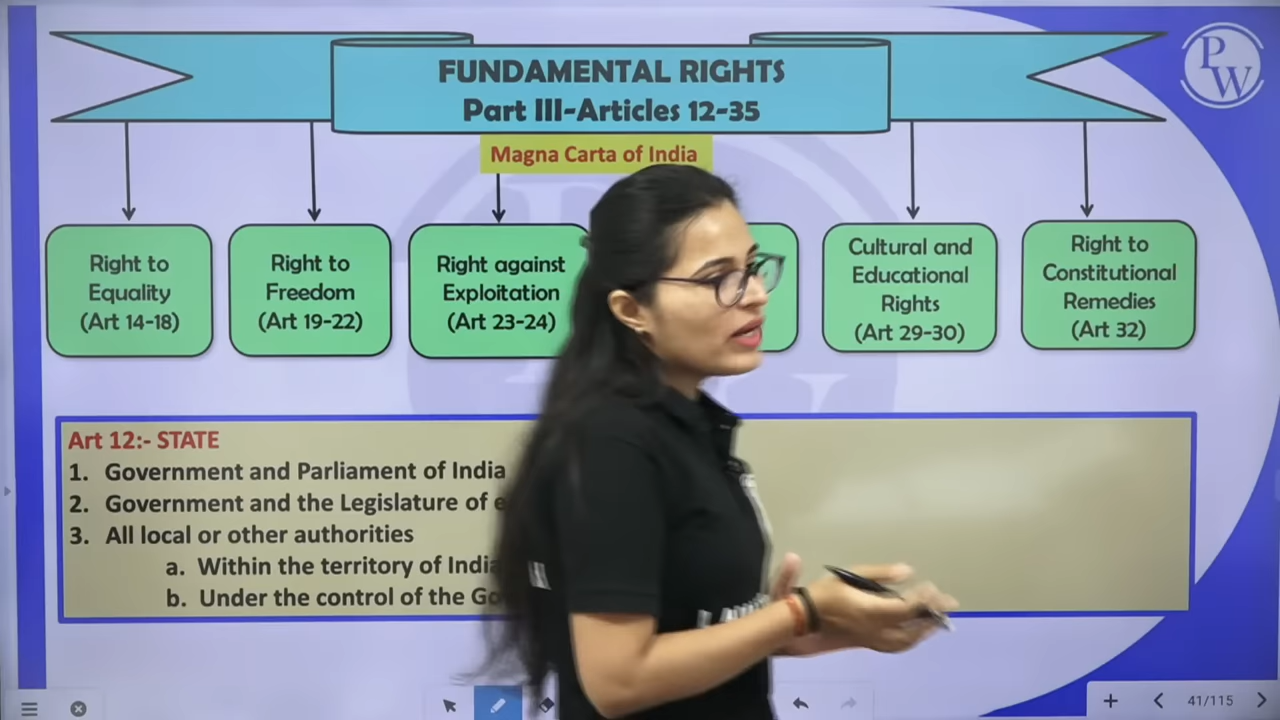 FUNDAMENTAL RIGHTS
Part III-Articles 12-35
PW
Magna Carta of India
Right to
Equality
(Art 14-18)
Right to
Freedom
(Art 19-22)
Right against
Exploitation
(Art 23-24)
Cultural and
Educational
Rights
(Art 29-30)
Right to
Constitutional
Remedies
(Art 32)
Art 12:- STATE
1. Government and Parliament of India
2. Government and the Legislature of
3. All local or other authorities
a. Within the territory of India
b. Under the control of the
41/115